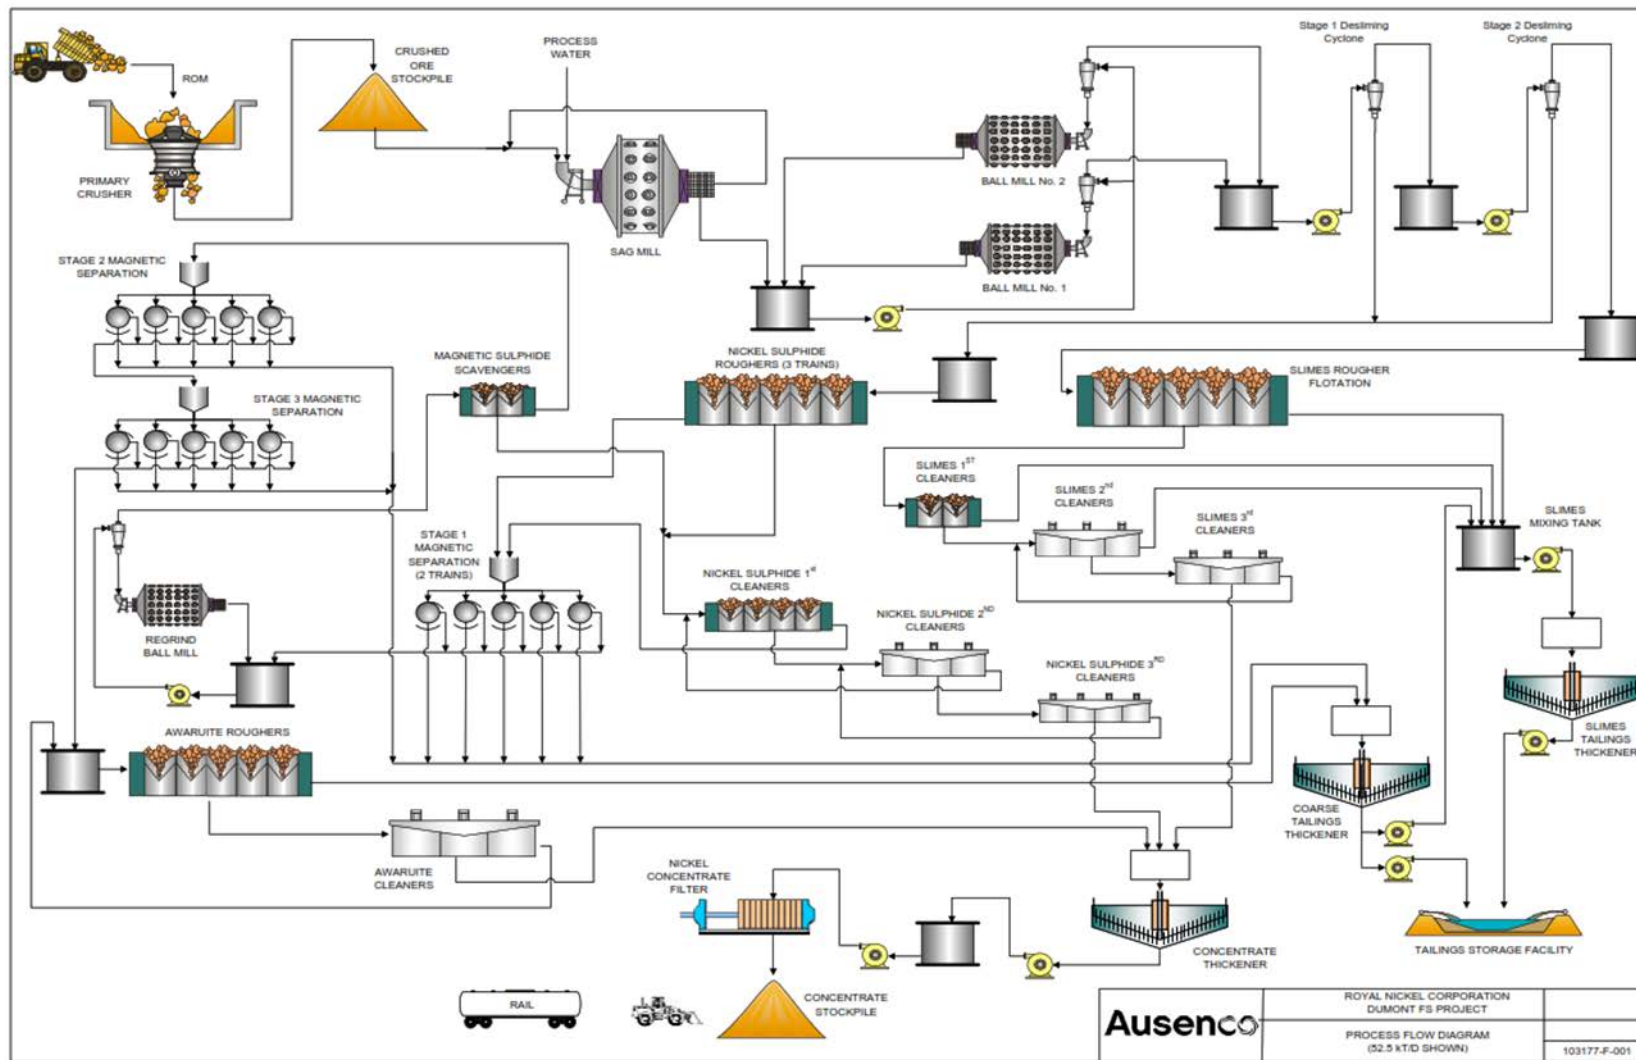 Stage 1 Desliming
Cyclone
Stage 2 Desliming
Cyclone
PROCESS
WATER
CRUSHED
ORE
STOCKPILE
ROM
PRIMARY
CRUSHER
SAG MILL
BALL MILL No. 2
BALL MILL No. 1
STAGE 2 MAGNETIC
SEPARATION
STAGE 3 MAGNETIC
SEPARATION
MAGNETIC SULPHIDE
SCAVENGERS
NICKEL SULPHIDE
ROUGHERS (3 TRAINS)
SLIMES ROUGHER
FLOTATION
SLIMES 1ST
CLEANERS
SLIMES 2nd
CLEANERS
SLIMES 3rd
CLEANERS
SLIMES
MIXING TANK
STAGE 1
MAGNETIC
SEPARATION
(2 TRAINS)
NICKEL SULPHIDE 1st
CLEANERS
NICKEL SULPHIDE 2ND
CLEANERS
NICKEL SULPHIDE 3RD
CLEANERS
REGRIND
BALL MILL
AWARUITE ROUGHERS
SLIMES
TAILINGS
THICKENER
COARSE
TAILINGS
THICKENER
AWARUITE
CLEANERS
NICKEL
CONCENTRATE
FILTER
CONCENTRATE
THICKENER
TAILINGS STORAGE FACILITY
RAIL
CONCENTRATE
STOCKPILE
Ausenco
ROYAL NICKEL CORPORATION
DUMONT FS PROJECT
PROCESS FLOW DIAGRAM
(52.5 kT/D SHOWN)
103177-F-001